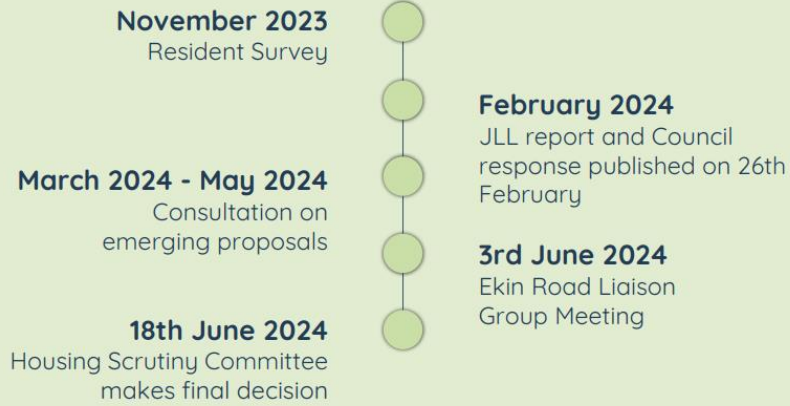 November 2023
Resident Survey
February 2024
JLL report and Council
response published on 26th
February
March 2024 - May 2024
Consultation on
emerging proposals
3rd June 2024
Ekin Road Liaison
Group Meeting
18th June 2024
Housing Scrutiny Committee
makes final decision